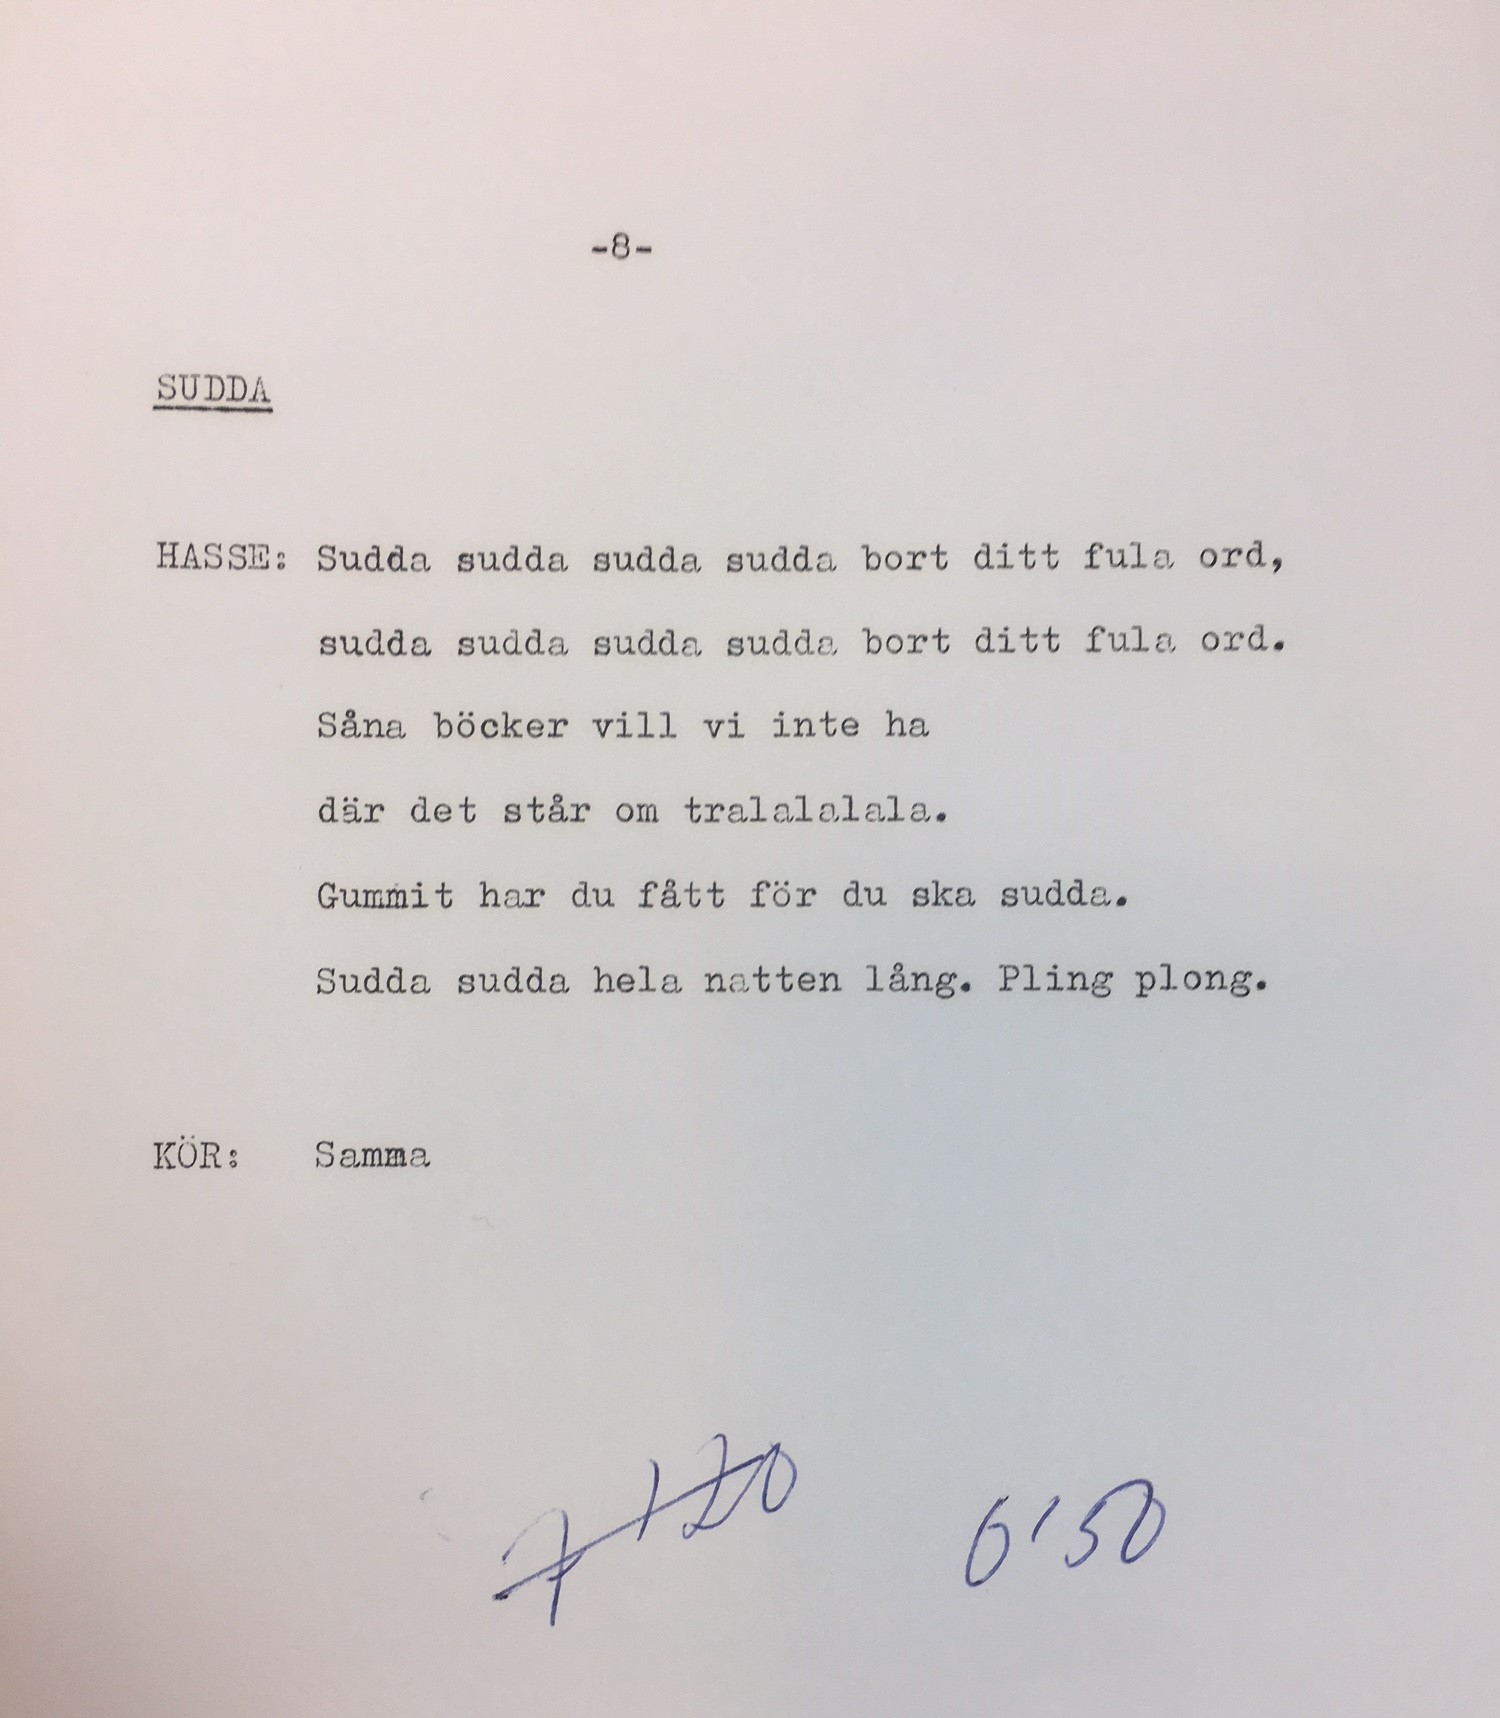 -8-
SUDDA
HASSE: Sudda sudda sudda sudda bort ditt fula ord,
sudda sudda sudda sudda bort ditt fula ord.
Såna böcker vill vi inte ha
där det står om tralalalala.
Gummit har du fått för du ska sudda.
Sudda sudda hela natten lång. Pling plong.
KÖR: Samma
7'20
6'50